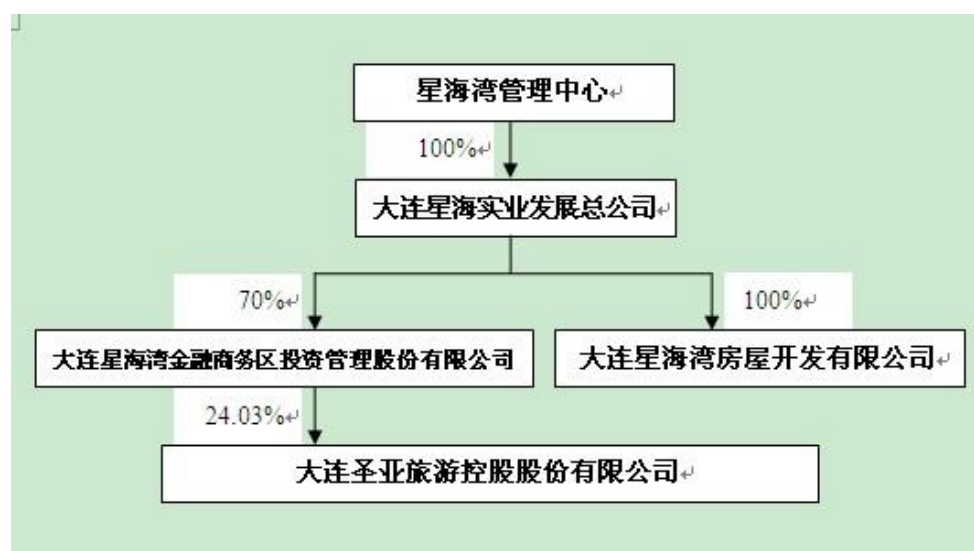 星海湾管理中心
100%
大连星海实业发展总公司
70%
100%
大连星海湾金融商务区投资管理股份有限公司
大连星海湾房屋开发有限公司
24.03%
大连圣亚旅游控股股份有限公司